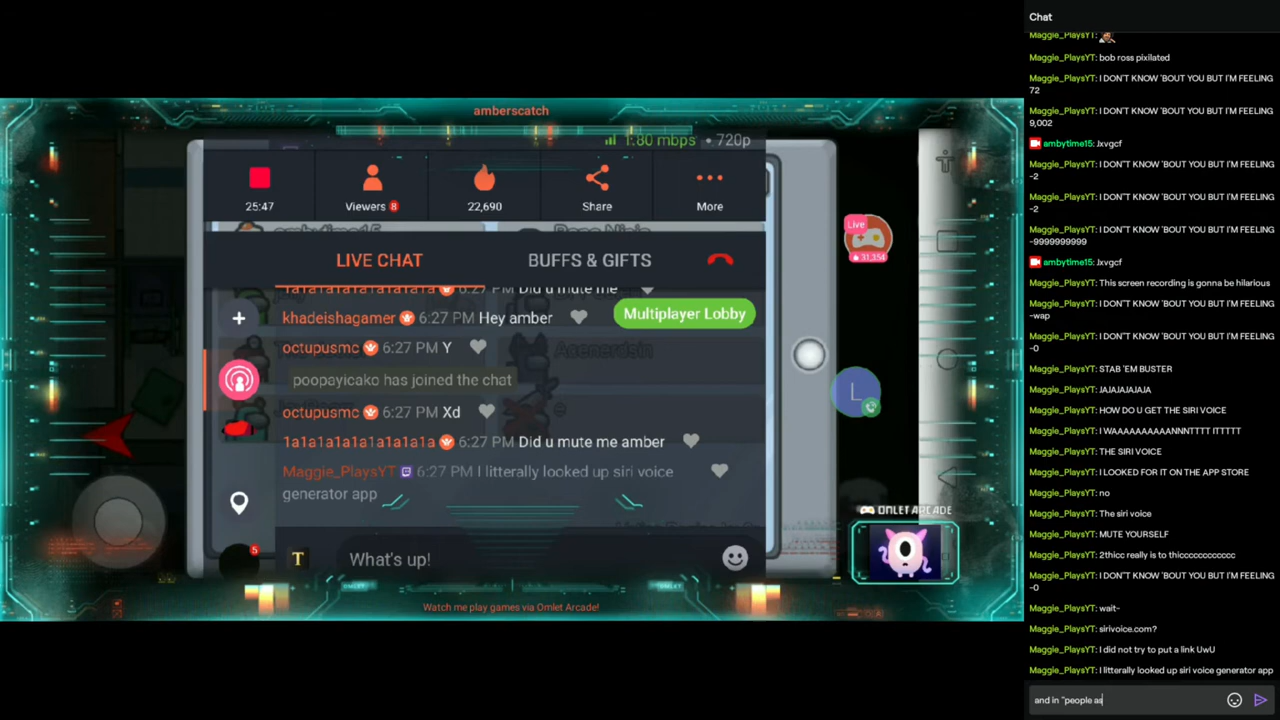 amberscatch
1:80 mbps • 720p
25:47
Viewers 8
22,690
Share
More
LIVE CHAT
BUFFS & GIFTS
1a1a1a1a1a1a1a1a1a 6:27 PM Did u mute me
khadeishagamer 6:27 PM Hey amber
Multiplayer Lobby
octupusmc 6:27 PM Y
poopayicako has joined the chat
octupusmc 6:27 PM Xd
1a1a1a1a1a1a1a1a1a 6:27 PM Did u mute me amber
Maggie_PlaysYT 6:27 PM I litterally looked up siri voice
generator app
5
T
What's up!
Live
31,354
L
OMLET ARCADE
Watch me play games via Omlet Arcade!
Chat
Maggie_PlaysYT:
Maggie_PlaysYT: bob ross pixilated
Maggie_PlaysYT: I DON'T KNOW 'BOUT YOU BUT I'M FEELING
72
Maggie_PlaysYT: I DON'T KNOW 'BOUT YOU BUT I'M FEELING
9,002
ambytime15: Jxvgcf
Maggie_PlaysYT: I DON"T KNOW 'BOUT YOU BUT I'M FEELING
-2
Maggie_PlaysYT: I DON"T KNOW 'BOUT YOU BUT I'M FEELING
-2
Maggie_PlaysYT: I DON'T KNOW 'BOUT YOU BUT I'M FEELING
-9999999999
ambytime15: Jxvgcf
Maggie_PlaysYT: This screen recording is gonna be hilarious
Maggie_PlaysYT: I DON'T KNOW 'BOUT YOU BUT I'M FEELING
-wap
Maggie_PlaysYT: I DON'T KNOW 'BOUT YOU BUT I'M FEELING
-0
Maggie_PlaysYT: STAB 'EM BUSTER
Maggie_PlaysYT: JAJAJAJAJAJA
Maggie_PlaysYT: HOW DO U GET THE SIRI VOICE
Maggie_PlaysYT: I WAAAAAAAAAANNNTTTT ITTTTT
Maggie_PlaysYT: THE SIRI VOICE
Maggie_PlaysYT: I LOOKED FOR IT ON THE APP STORE
Maggie_PlaysYT: no
Maggie_PlaysYT: The siri voice
Maggie_PlaysYT: MUTE YOURSELF
Maggie_PlaysYT: 2thicc really is to thiccccccccccc
Maggie_PlaysYT: I DON"T KNOW 'BOUT YOU BUT I'M FEELING
-0
Maggie_PlaysYT: wait-
Maggie_PlaysYT: sirivoice.com?
Maggie_PlaysYT: I did not try to put a link UwU
Maggie_PlaysYT: I litterally looked up siri voice generator app
and in "people as